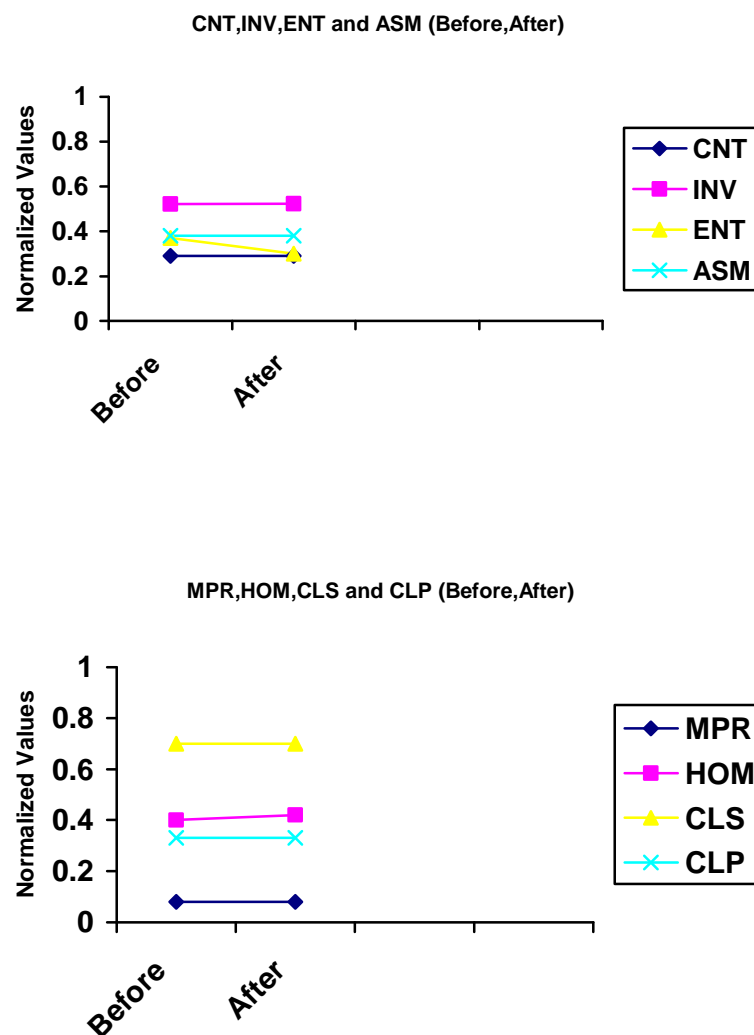 CNT,INV,ENT and ASM (Before,After)
Normalized Values
1
0.8
0.6
0.4
0.2
0
Before
After
CNT
INV
ENT
ASM
MPR,HOM,CLS and CLP (Before,After)
Normalized Values
1
0.8
0.6
0.4
0.2
0
Before
After
MPR
HOM
CLS
CLP